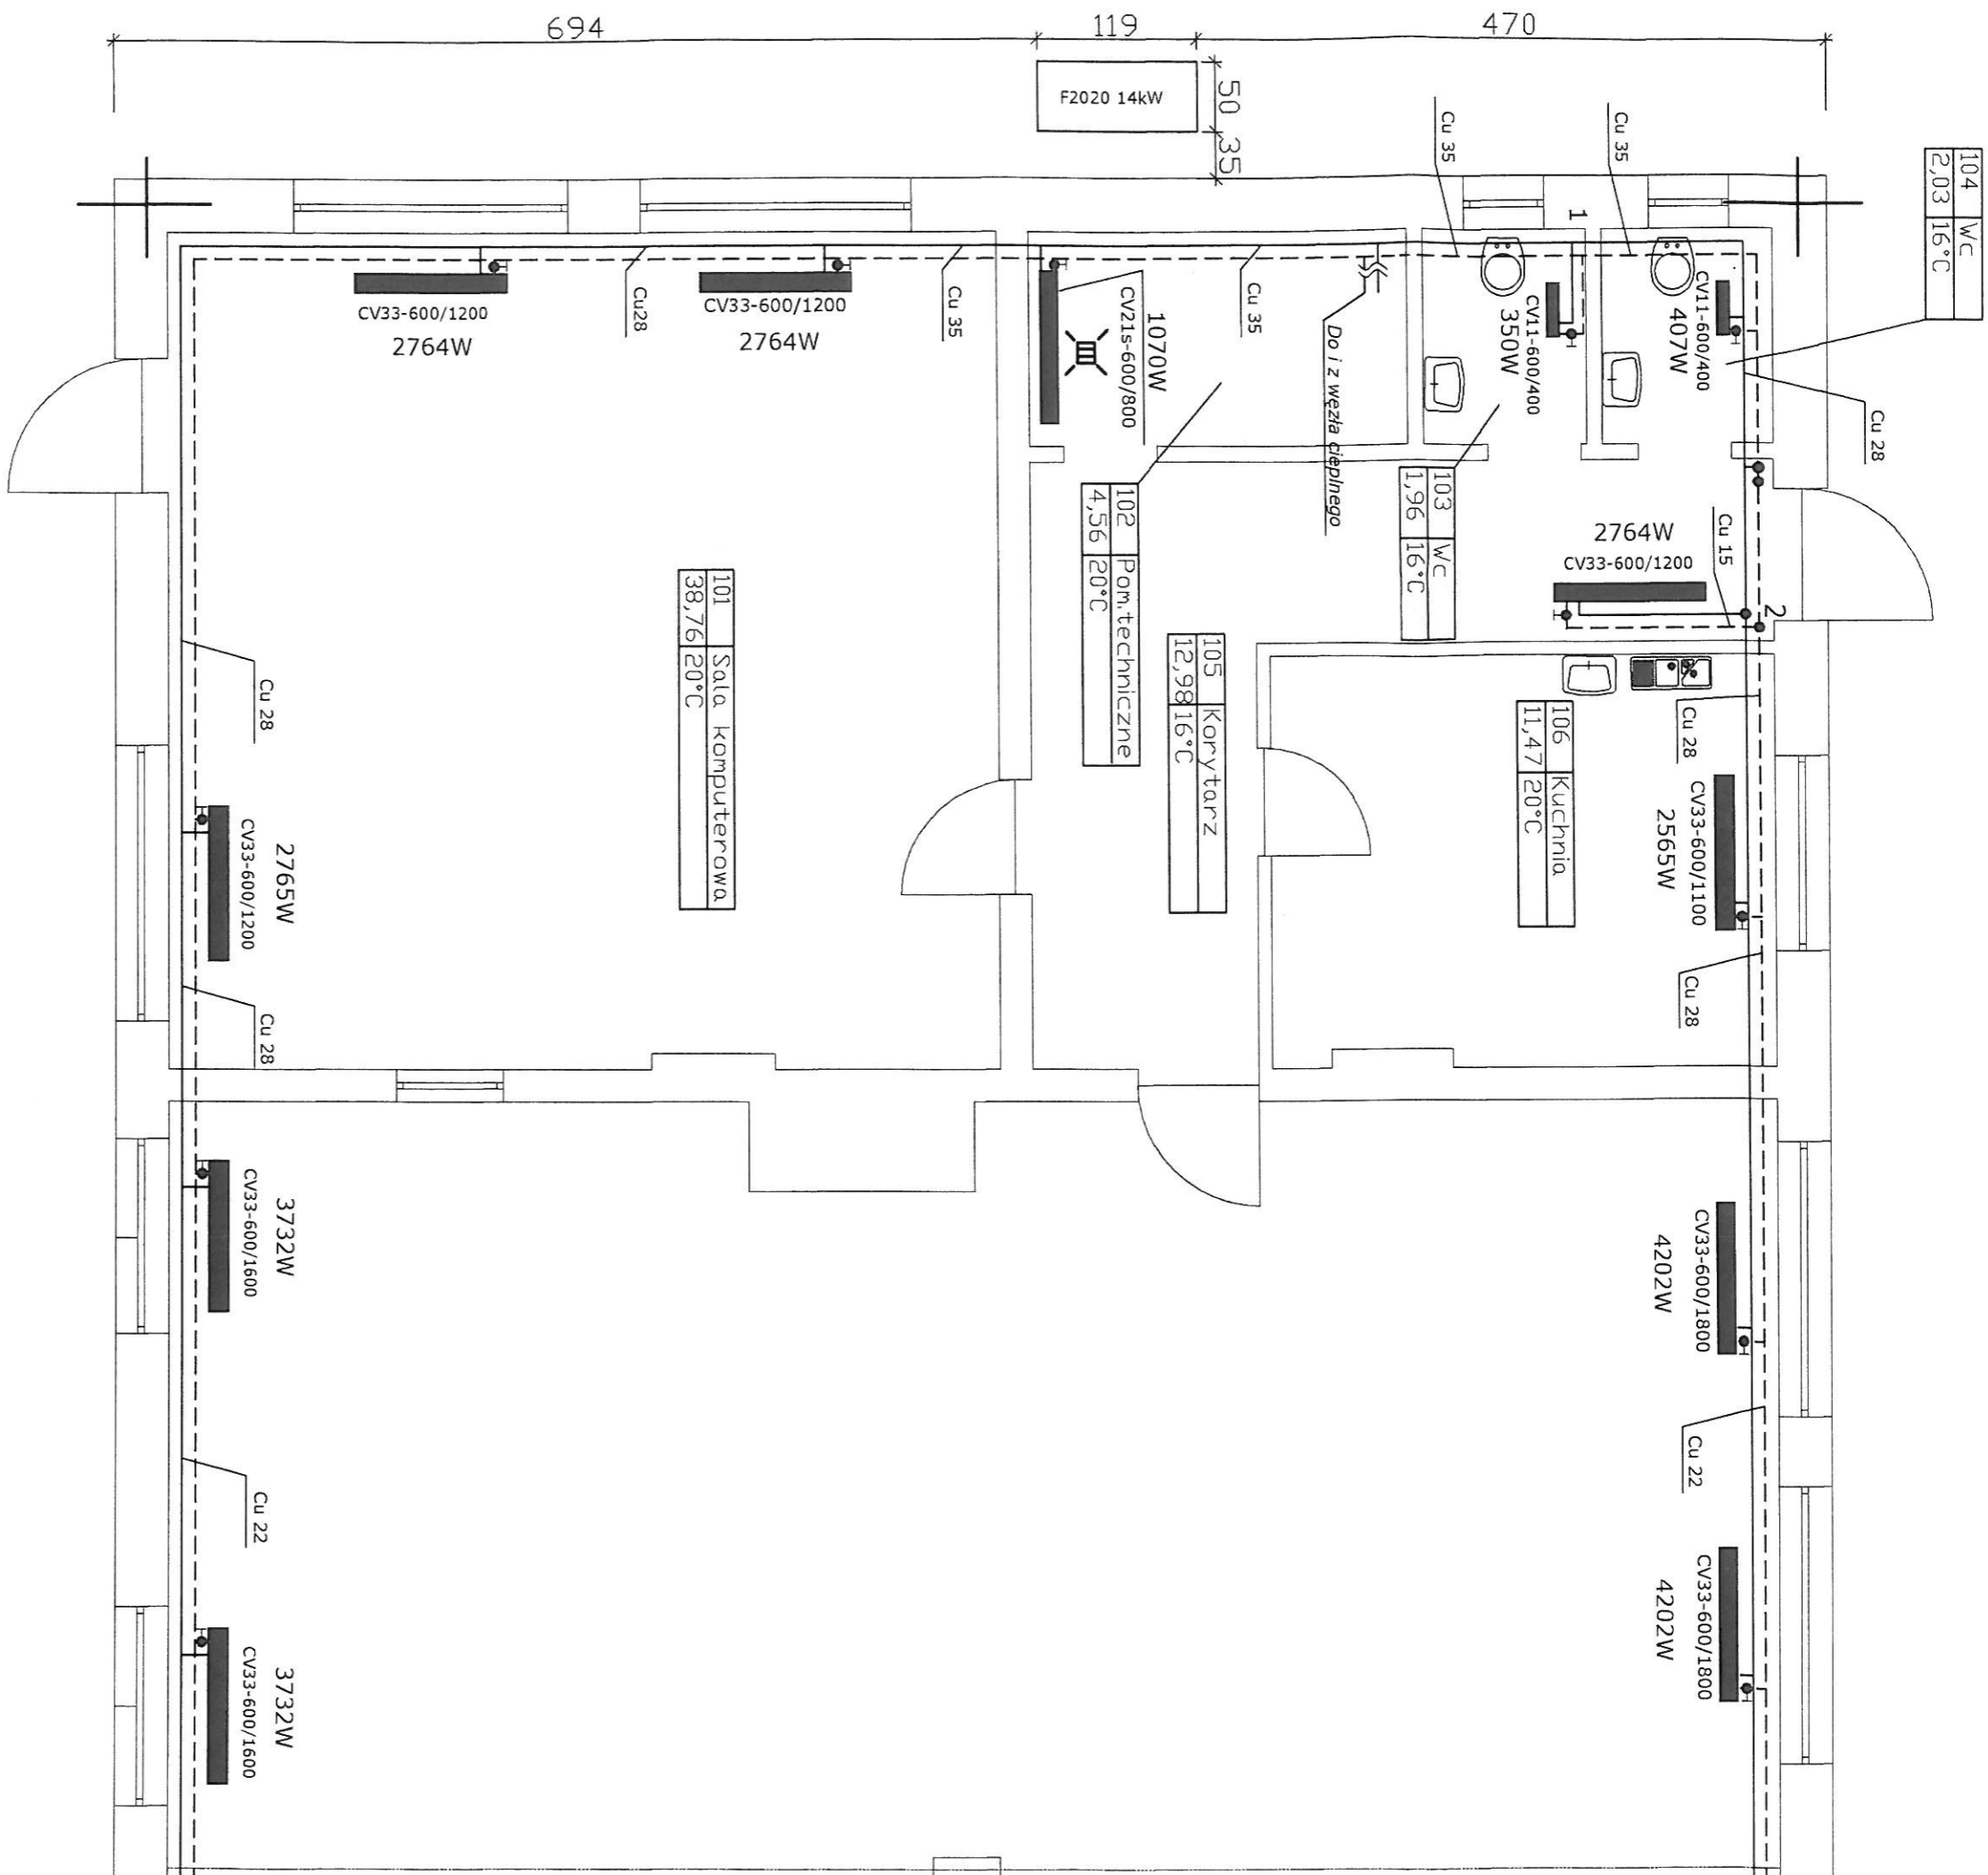 694
119
470
F2020 14kW
50
35
Cu 35
Cu 35
104 Wc
2,03 16°C
1
CV33-600/1200
2764W
Cu28
CV33-600/1200
2764W
Cu 35
CV21s-600/800
1070W
Cu 35
Do i z węzła cieplnego
CV11-600/400
350W
CV11-600/400
407W
Cu 28
103 Wc
1,96 16°C
102 Pom.techniczne
4,56 20°C
2764W
CV33-600/1200
Cu 15
2
101 Sala komputerowa
38,76 20°C
105 Korytarz
12,98 16°C
106 Kuchnia
11,47 20°C
Cu 28
Cu 28
CV33-600/1100
2565W
2765W
CV33-600/1200
Cu 28
Cu 28
3732W
CV33-600/1600
CV33-600/1800
4202W
Cu 22
Cu 22
CV33-600/1800
4202W
3732W
CV33-600/1600